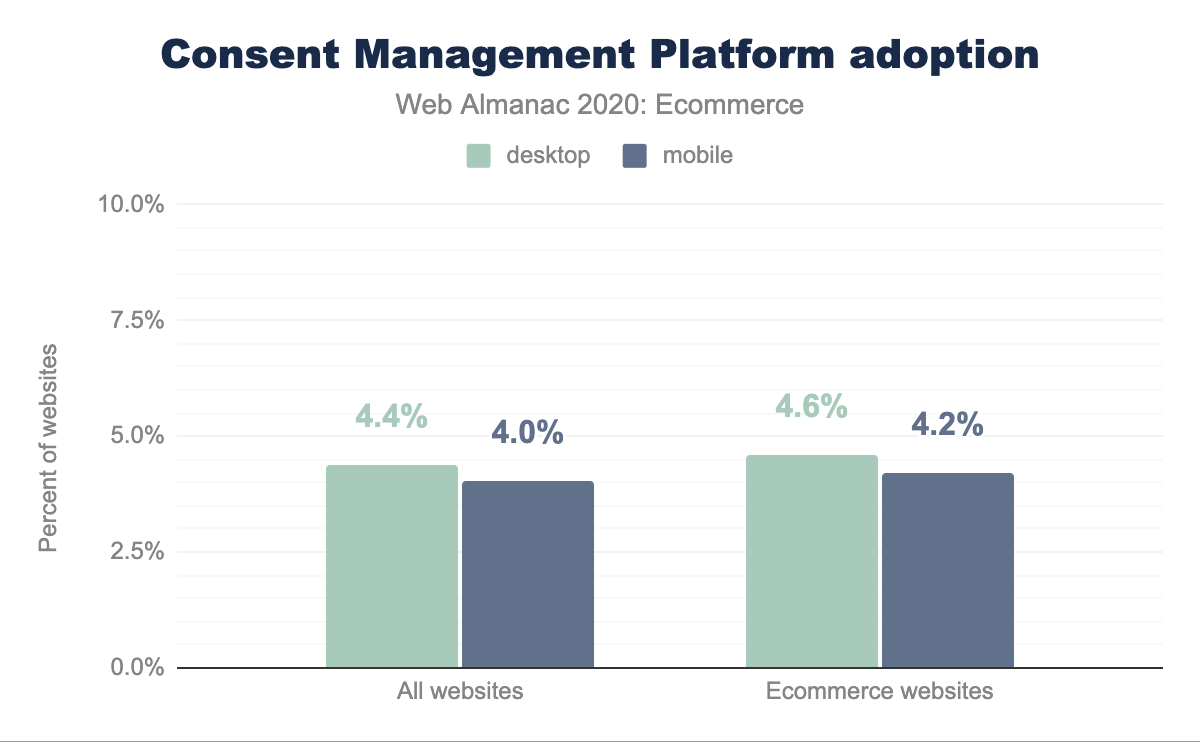 Consent Management Platform adoption
Web Almanac 2020: Ecommerce
desktop mobile
10.0%
7.5%
5.0%
2.5%
0.0%
Percent of websites
4.4%
4.0%
4.6%
4.2%
All websites
Ecommerce websites